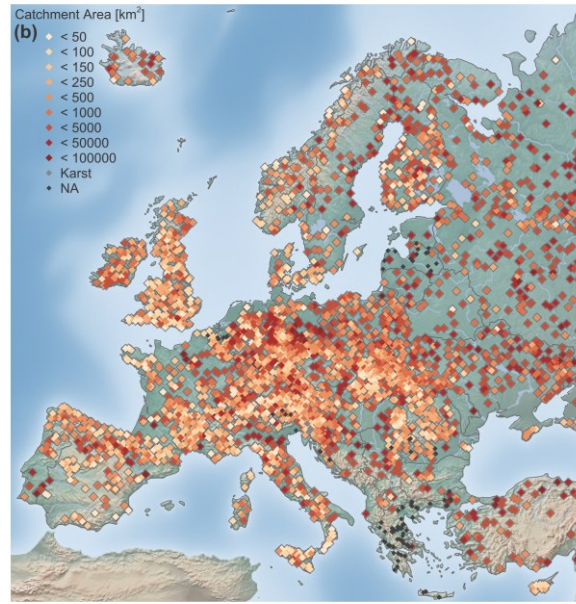 Catchment Area [km²]
(b)
< 50
< 100
< 150
< 250
< 500
< 1000
< 5000
< 50000
< 100000
Karst
NA